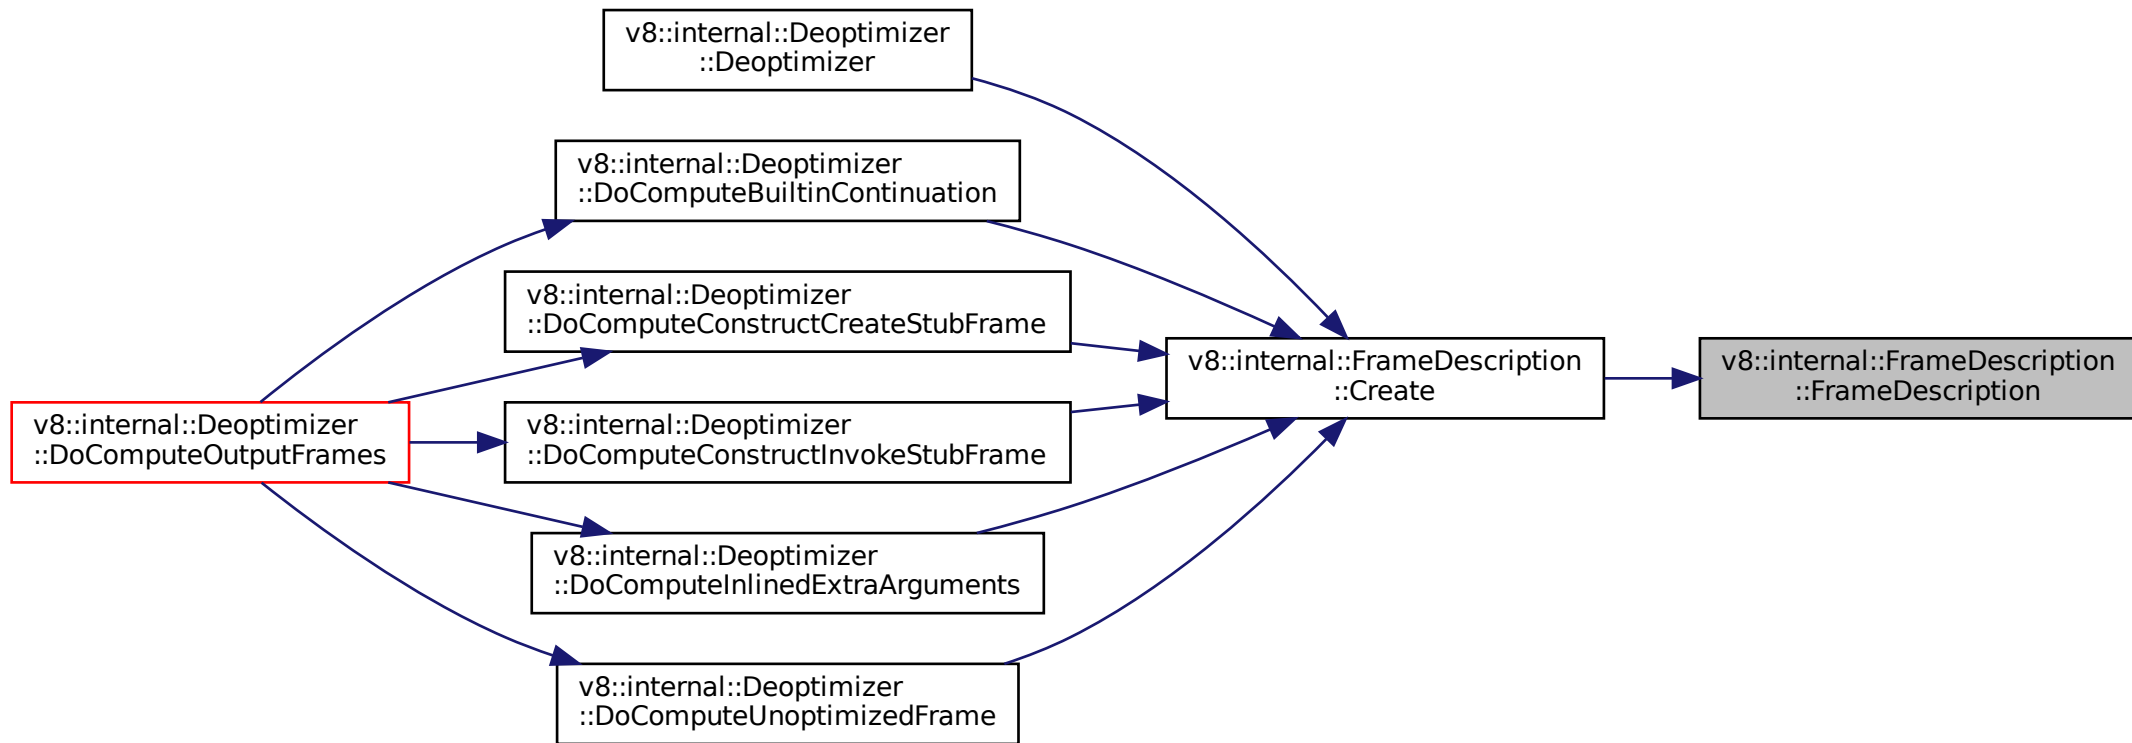 v8::internal::Deoptimizer
::Deoptimizer
v8::internal::Deoptimizer
::DoComputeBuiltinContinuation
v8::internal::Deoptimizer
::DoComputeConstructCreateStubFrame
v8::internal::FrameDescription
::Create
v8::internal::FrameDescription
::FrameDescription
v8::internal::Deoptimizer
::DoComputeOutputFrames
v8::internal::Deoptimizer
::DoComputeConstructInvokeStubFrame
v8::internal::Deoptimizer
::DoComputeInlinedExtraArguments
v8::internal::Deoptimizer
::DoComputeUnoptimizedFrame